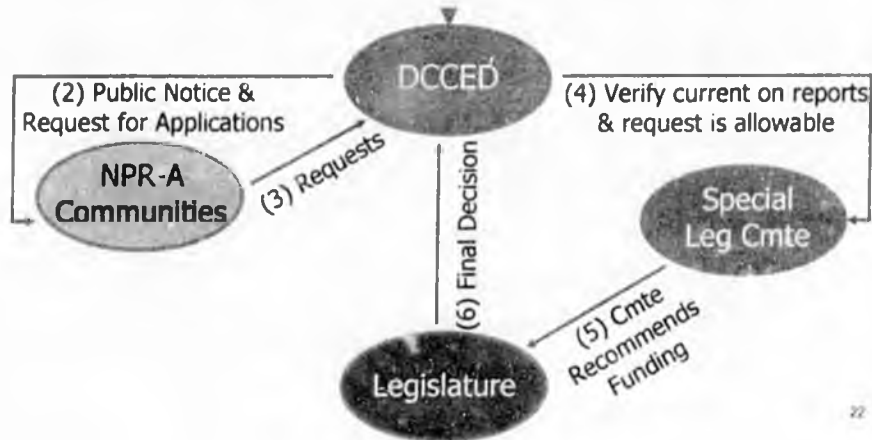 DCCED
(2) Public Notice &
Request for Applications
(4) Verify current on reports
& request is allowable
NPR-A
Communities
(3) Requests
(6) Final Decision
Special
Leg Cmte
(5) Cmte
Recommends
Funding
Legislature
22